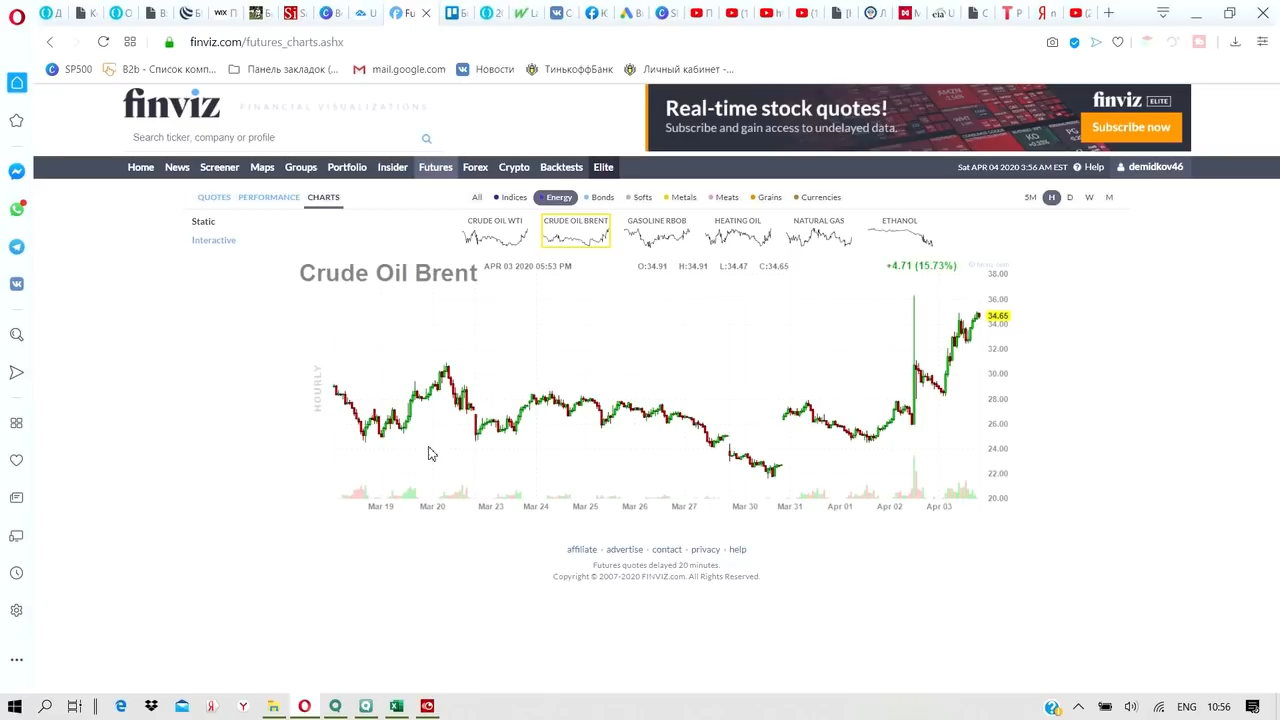 finviz.com/futures_charts.ashx
SP500
B2b - Список комп...
Панель закладок (...
mail.google.com
Новости
ТинькоффБанк
Личный кабинет -...
finviz FINANCIAL VISUALIZATIONS
Real-time stock quotes!
Subscribe and gain access to undelayed data.
finviz ELITE
Subscribe now
Search ticker, company or profile
Home News Screener Maps Groups Portfolio Insider Futures Forex Crypto Backtests Elite
Sat APR 04 2020 3:56 AM EST Help demidkov46
QUOTES PERFORMANCE CHARTS
All Indices Energy Bonds Softs Metals Meats Grains Currencies
5M H D W M
Static
Interactive
CRUDE OIL WTI CRUDE OIL BRENT GASOLINE RBOB HEATING OIL NATURAL GAS ETHANOL
Crude Oil Brent APR 03 2020 05:53 PM O:34.91 H:34.91 L:34.47 C:34.65 +4.71 (15.73%)
38.00
36.00
34.65
34.00
32.00
30.00
28.00
26.00
24.00
22.00
20.00
HOURLY
Mar 19 Mar 20 Mar 23 Mar 24 Mar 25 Mar 26 Mar 27 Mar 30 Mar 31 Apr 01 Apr 02 Apr 03
affiliate · advertise · contact · privacy · help
Futures quotes delayed 20 minutes.
Copyright © 2007-2020 FINVIZ.com. All Rights Reserved.
ENG 10:56